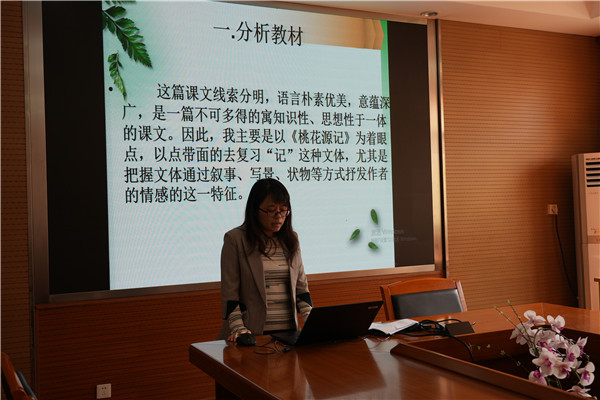 一.分析教材
这篇课文线索分明，语言朴素优美，意蕴深
广，是一篇不可多得的寓知识性、思想性于一体
的课文。因此，我主要是以《桃花源记》为着眼
点，以点带面的去复习“记”这种文体，尤其是
把握文体通过叙事、写景、状物等方式抒发作者
的情感的这一特征。